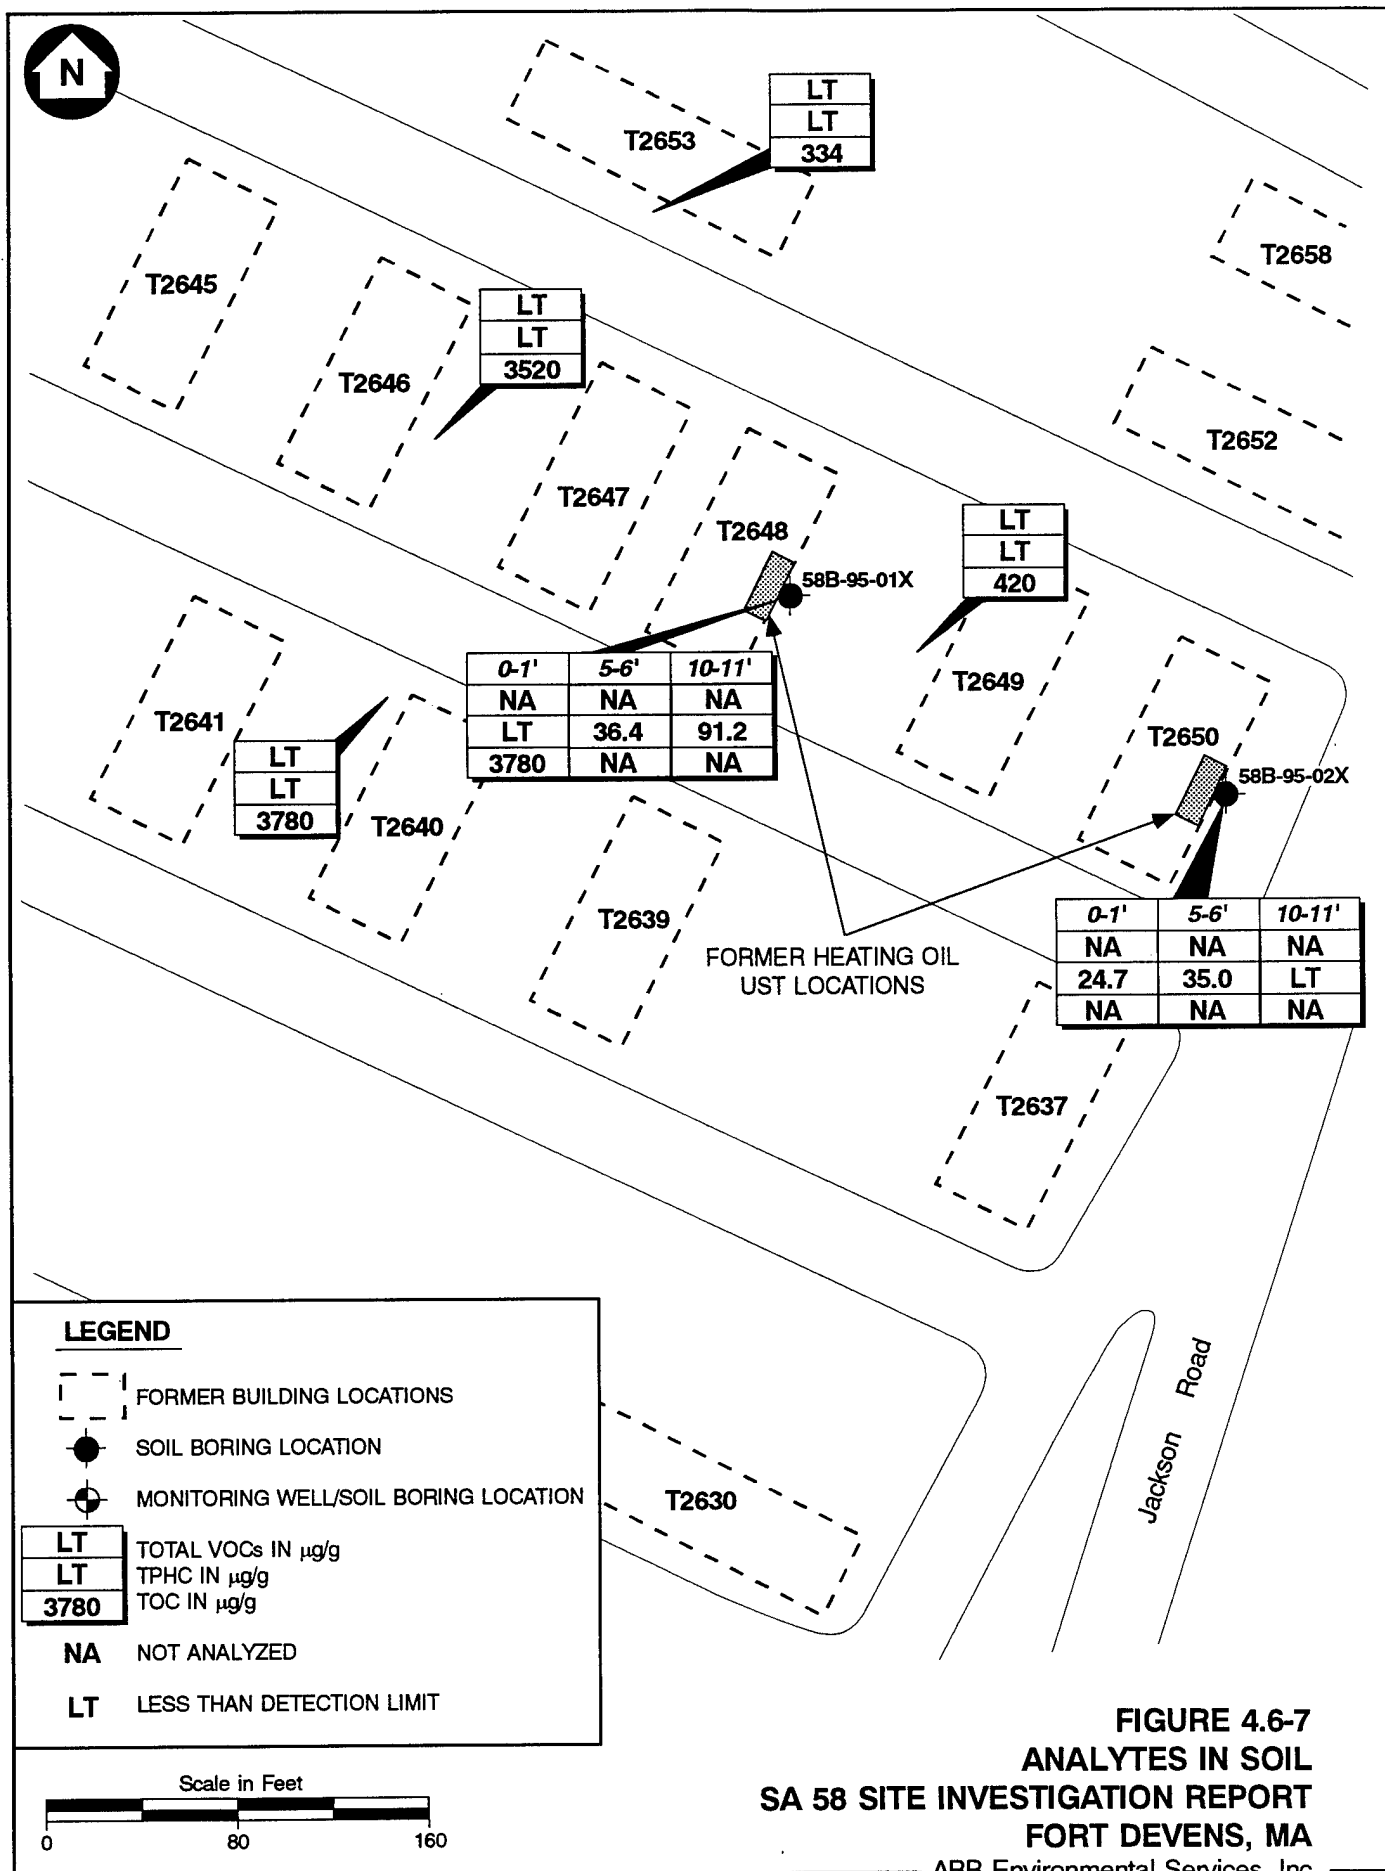 N
LT
LT
334
T2653
T2658
T2645
LT
LT
3520
T2646
T2652
T2647
T2648
LT
LT
420
58B-95-01X
0-1' 5-6' 10-11'
NA NA NA
LT 36.4 91.2
3780 NA NA
T2649
T2641
T2650
LT
LT
3780
58B-95-02X
T2640
T2639
0-1' 5-6' 10-11'
NA NA NA
24.7 35.0 LT
NA NA NA
FORMER HEATING OIL
UST LOCATIONS
T2637
Jackson Road
T2630
LEGEND
FORMER BUILDING LOCATIONS
SOIL BORING LOCATION
MONITORING WELL/SOIL BORING LOCATION
LT TOTAL VOCs IN µg/g
LT TPHC IN µg/g
3780 TOC IN µg/g
NA NOT ANALYZED
LT LESS THAN DETECTION LIMIT
Scale in Feet
0 80 160
FIGURE 4.6-7
ANALYTES IN SOIL
SA 58 SITE INVESTIGATION REPORT
FORT DEVENS, MA
ABB Environmental Services, Inc